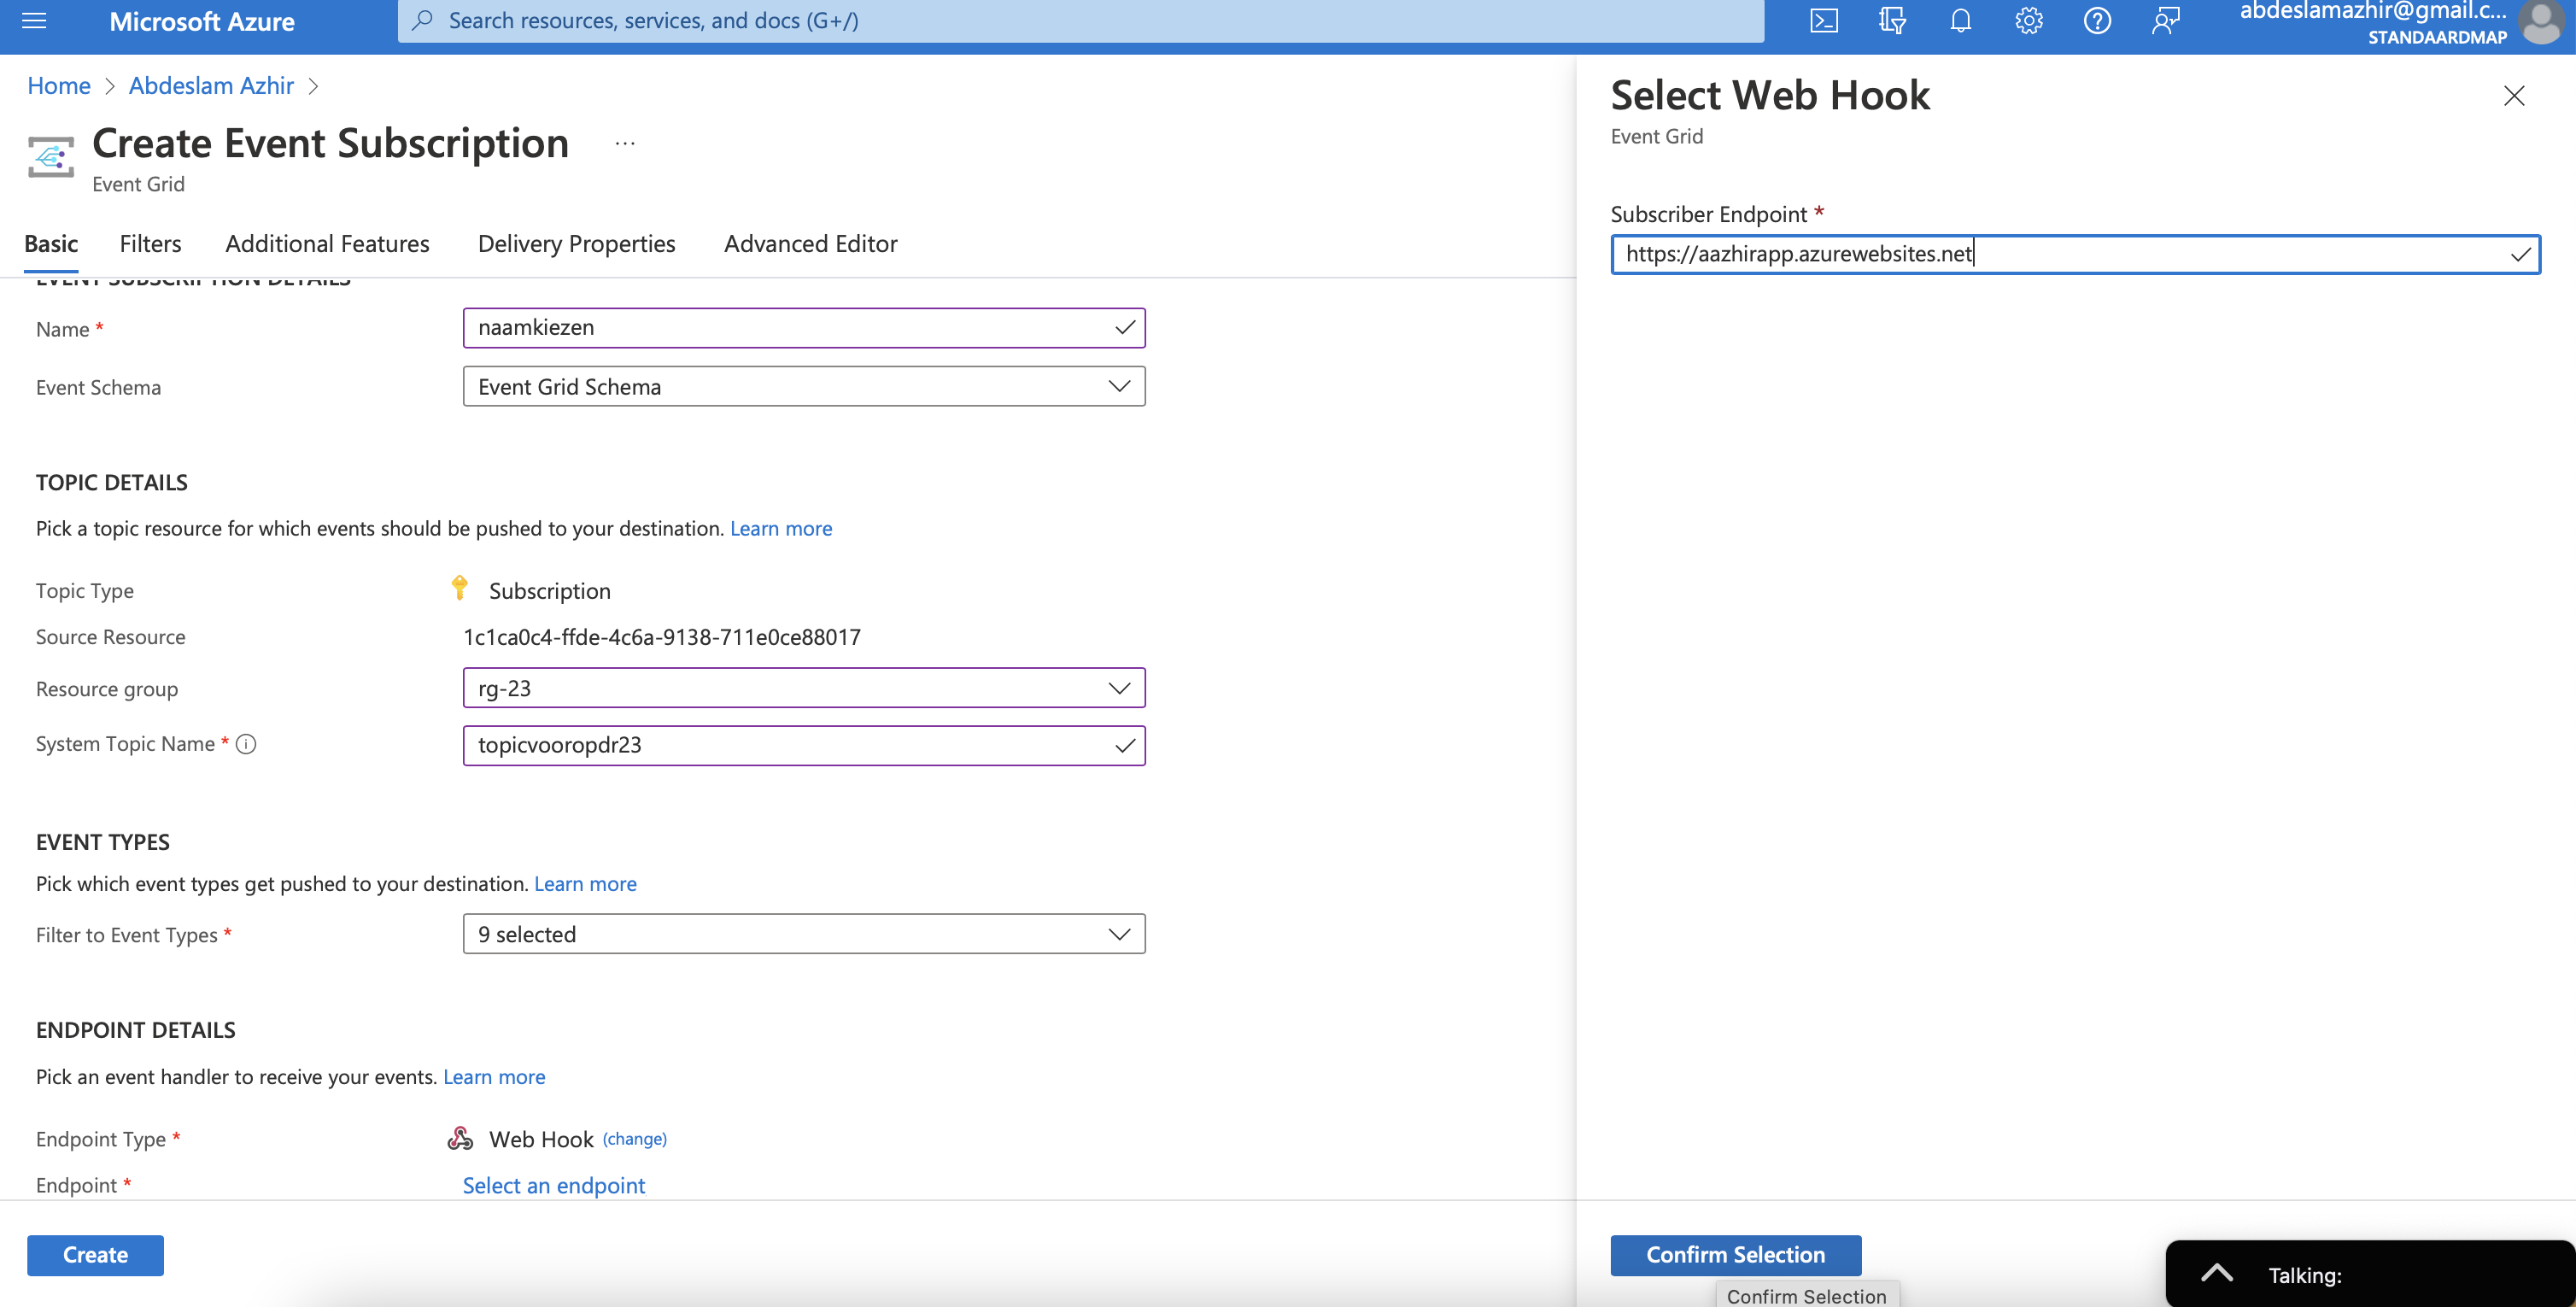 Microsoft Azure
Search resources, services, and docs (G+/)
abdeslamazhir@gmail.c...
STANDAARDMAP
Home > Abdeslam Azhir >
Create Event Subscription ...
Event Grid
Basic Filters Additional Features Delivery Properties Advanced Editor
EVENT SUBSCRIPTION DETAILS
Name * naamkiezen
Event Schema Event Grid Schema
TOPIC DETAILS
Pick a topic resource for which events should be pushed to your destination. Learn more
Topic Type Subscription
Source Resource 1c1ca0c4-ffde-4c6a-9138-711e0ce88017
Resource group rg-23
System Topic Name * topicvooropdr23
EVENT TYPES
Pick which event types get pushed to your destination. Learn more
Filter to Event Types * 9 selected
ENDPOINT DETAILS
Pick an event handler to receive your events. Learn more
Endpoint Type * Web Hook (change)
Endpoint * Select an endpoint
Create
Select Web Hook
Event Grid
Subscriber Endpoint *
https://aazhirapp.azurewebsites.net
Confirm Selection
Confirm Selection
Talking: